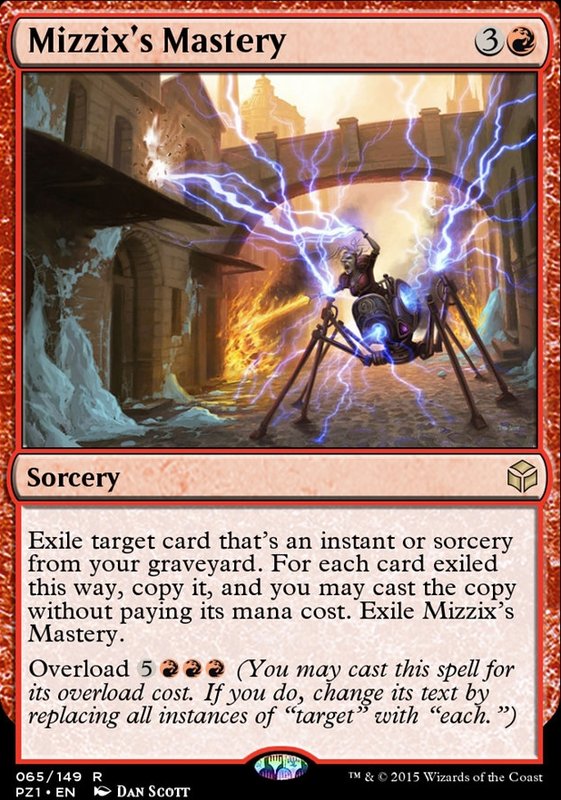 Mizzix's Mastery 3
Sorcery
Exile target card that's an instant or sorcery
from your graveyard. For each card exiled
this way, copy it, and you may cast the copy
without paying its mana cost. Exile Mizzix's
Mastery.
Overload 5 (You may cast this spell for
its overload cost. If you do, change its text by
replacing all instances of “target” with “each.”)
065/149 R
PZ1 • EN DAN SCOTT
™ & © 2015 Wizards of the Coast